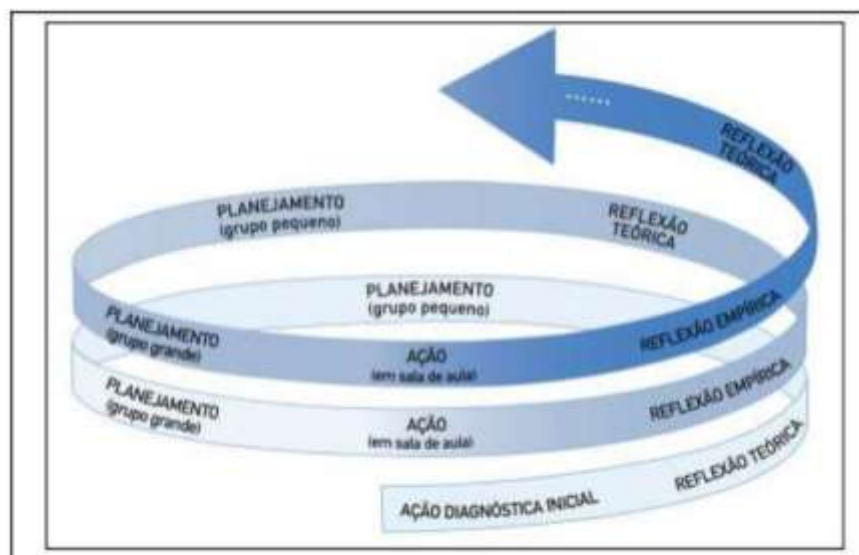 ......
REFLEXÃO
TEÓRICA
PLANEJAMENTO
(grupo pequeno)
REFLEXÃO
TEÓRICA
PLANEJAMENTO
(grupo pequeno)
PLANEJAMENTO
(grupo grande)
AÇÃO
(em sala de aula)
REFLEXÃO EMPÍRICA
PLANEJAMENTO
(grupo grande)
AÇÃO
(em sala de aula)
REFLEXÃO EMPÍRICA
AÇÃO DIAGNÓSTICA INICIAL
REFLEXÃO TEÓRICA